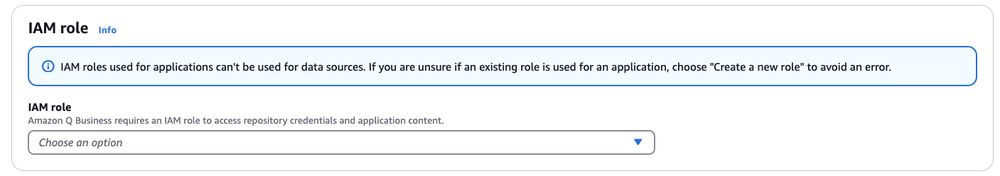 IAM role Info
IAM roles used for applications can't be used for data sources. If you are unsure if an existing role is used for an application, choose "Create a new role" to avoid an error.
IAM role
Amazon Q Business requires an IAM role to access repository credentials and application content.
Choose an option